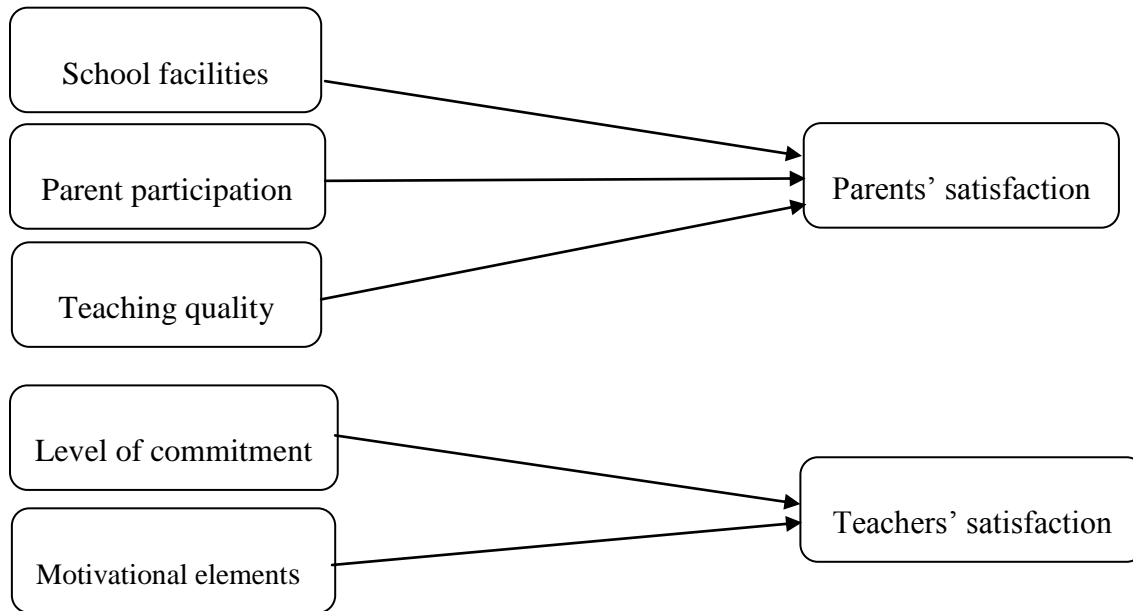 School facilities
Parent participation
Parents’ satisfaction
Teaching quality
Level of commitment
Teachers’ satisfaction
Motivational elements